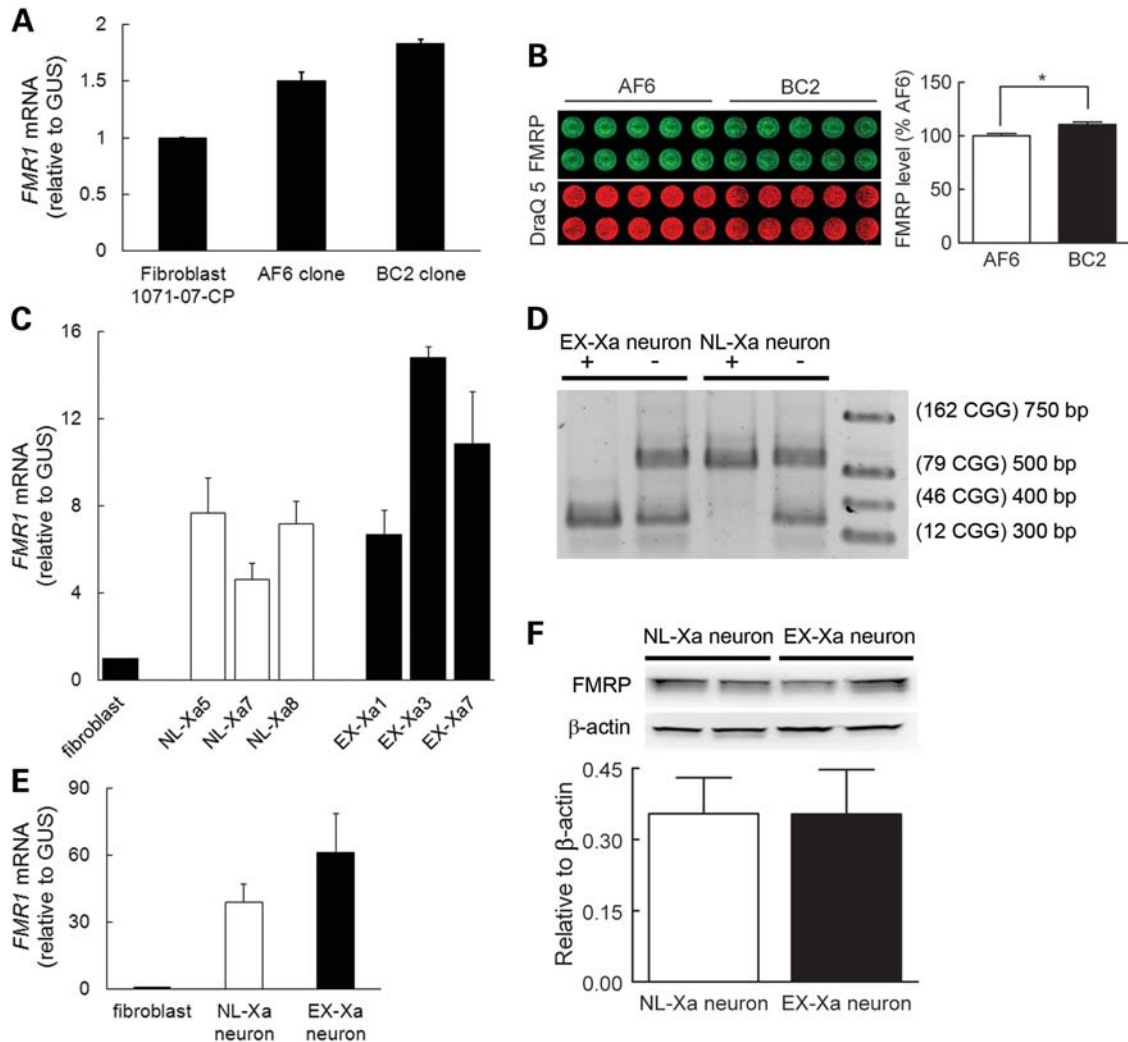 A
FMR1 mRNA
(relative to GUS)
2
1.5
1
0.5
0
Fibroblast
1071-07-CP
AF6 clone
BC2 clone
B
AF6
BC2
FMRP
DraQ 5
FMRP level (% AF6)
150
100
50
0
*
AF6
BC2
C
FMR1 mRNA
(relative to GUS)
16
12
8
4
0
fibroblast
NL-Xa5
NL-Xa7
NL-Xa8
EX-Xa1
EX-Xa3
EX-Xa7
D
EX-Xa neuron NL-Xa neuron
+ - + -
(162 CGG) 750 bp
(79 CGG) 500 bp
(46 CGG) 400 bp
(12 CGG) 300 bp
E
FMR1 mRNA
(relative to GUS)
90
60
30
0
fibroblast
NL-Xa
neuron
EX-Xa
neuron
F
NL-Xa neuron EX-Xa neuron
FMRP
β-actin
Relative to β-actin
0.45
0.30
0.15
0.00
NL-Xa neuron
EX-Xa neuron